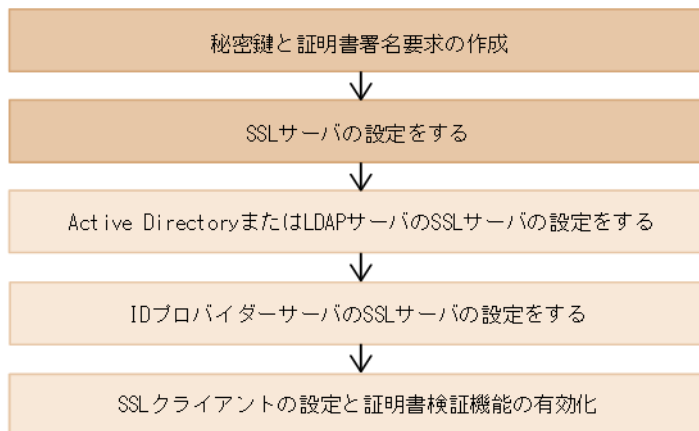 秘密鍵と証明書署名要求の作成
SSLサーバの設定をする
Active DirectoryまたはLDAPサーバのSSLサーバの設定をする
IDプロバイダーサーバのSSLサーバの設定をする
SSLクライアントの設定と証明書検証機能の有効化